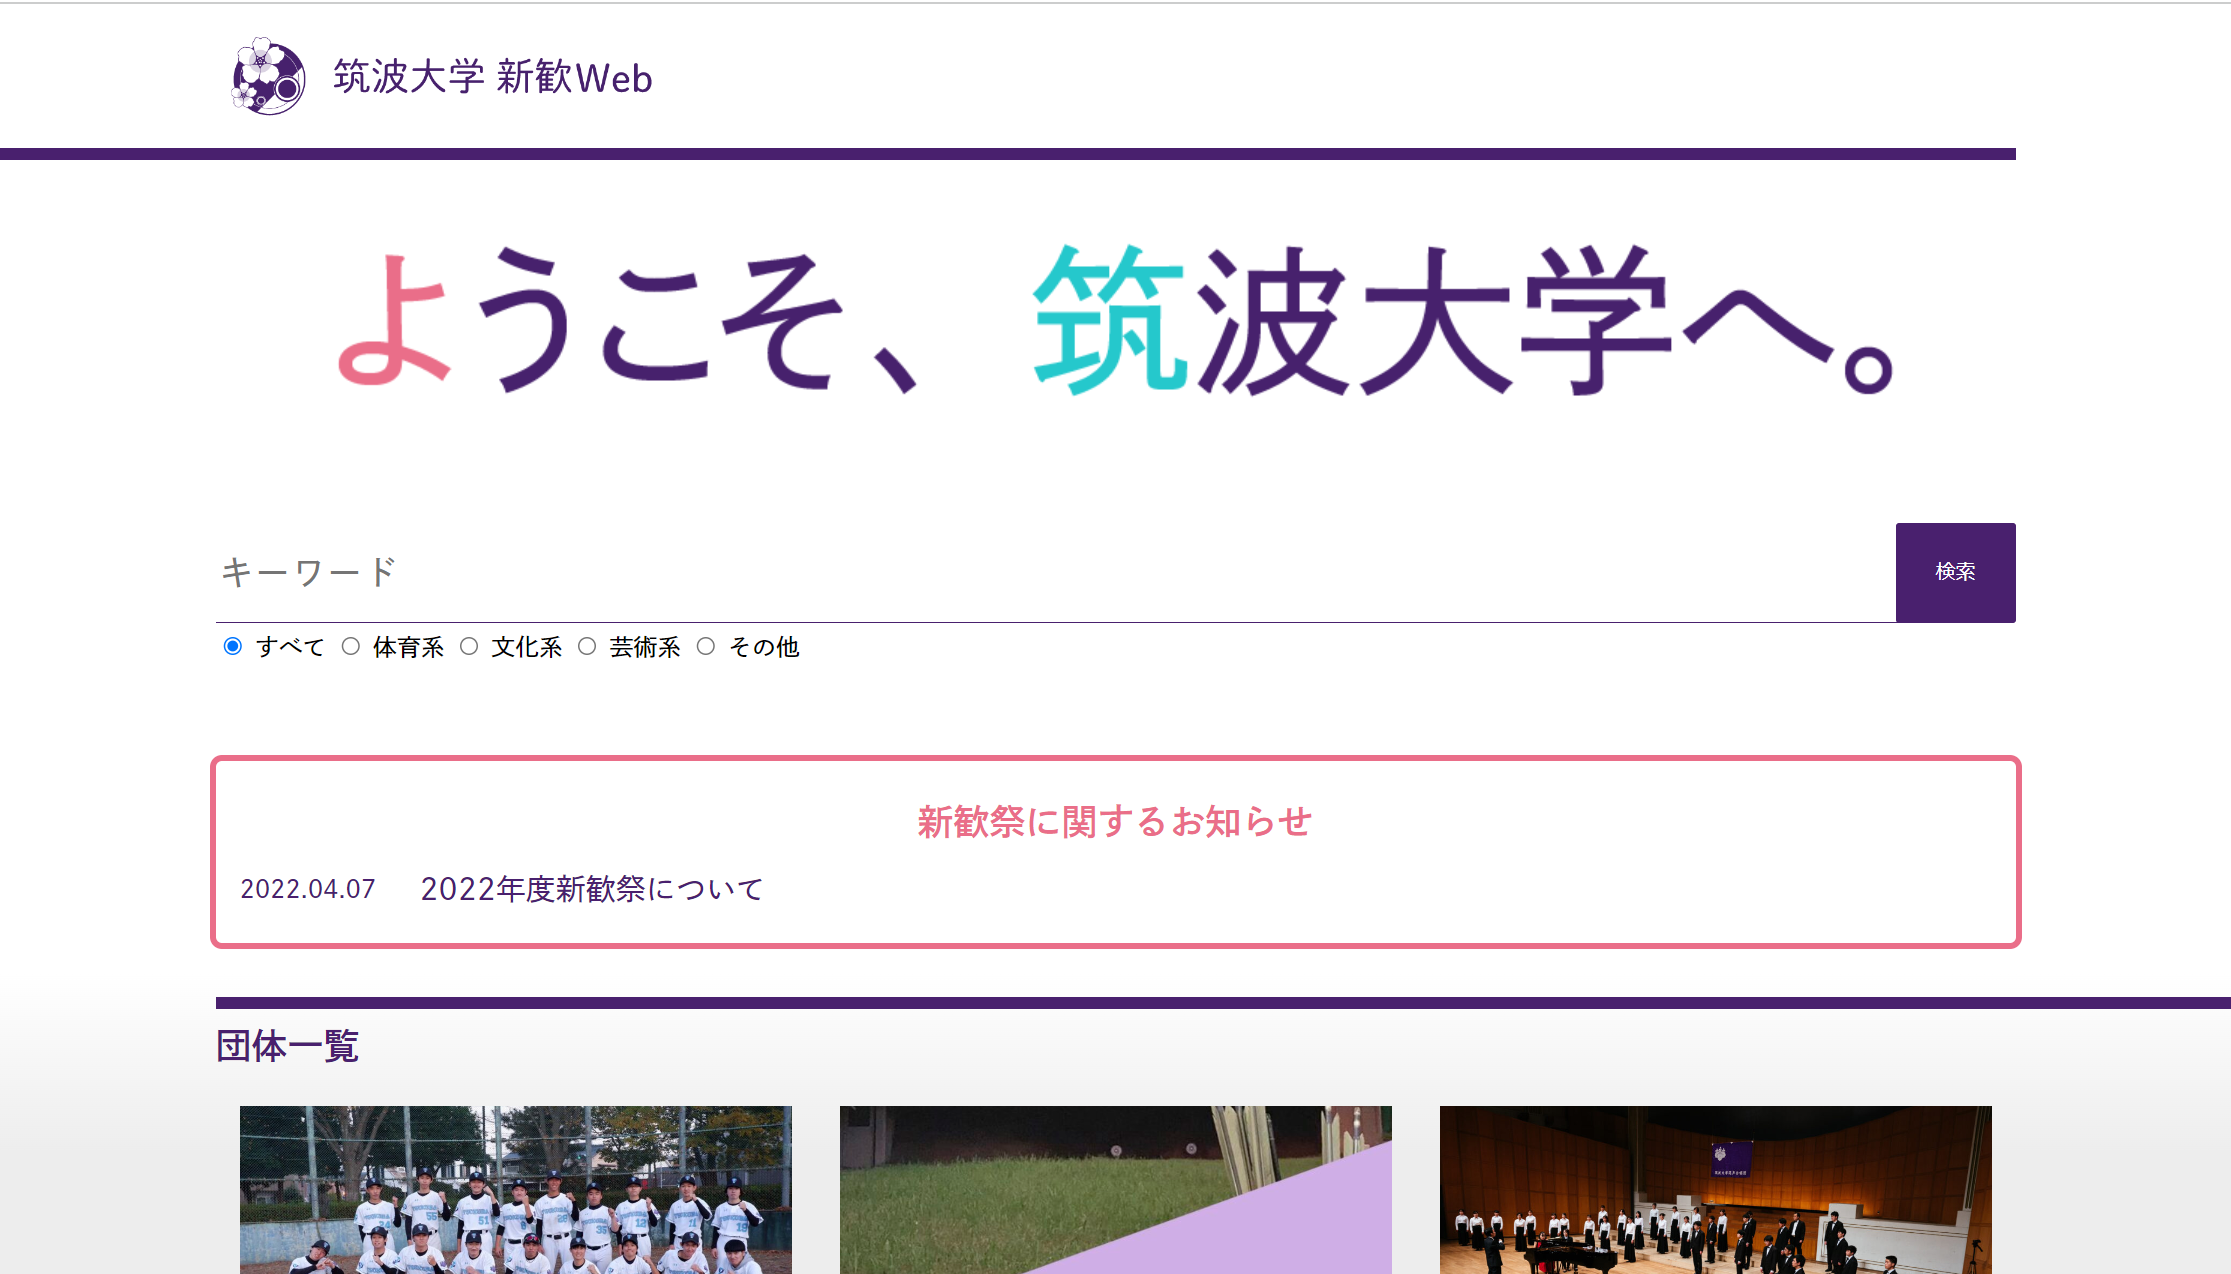 筑波大学 新歓Web
ようこそ、筑波大学へ。
キーワード
検索
すべて 体育系 文化系 芸術系 その他
新歓祭に関するお知らせ
2022.04.07 2022年度新歓祭について
団体一覧